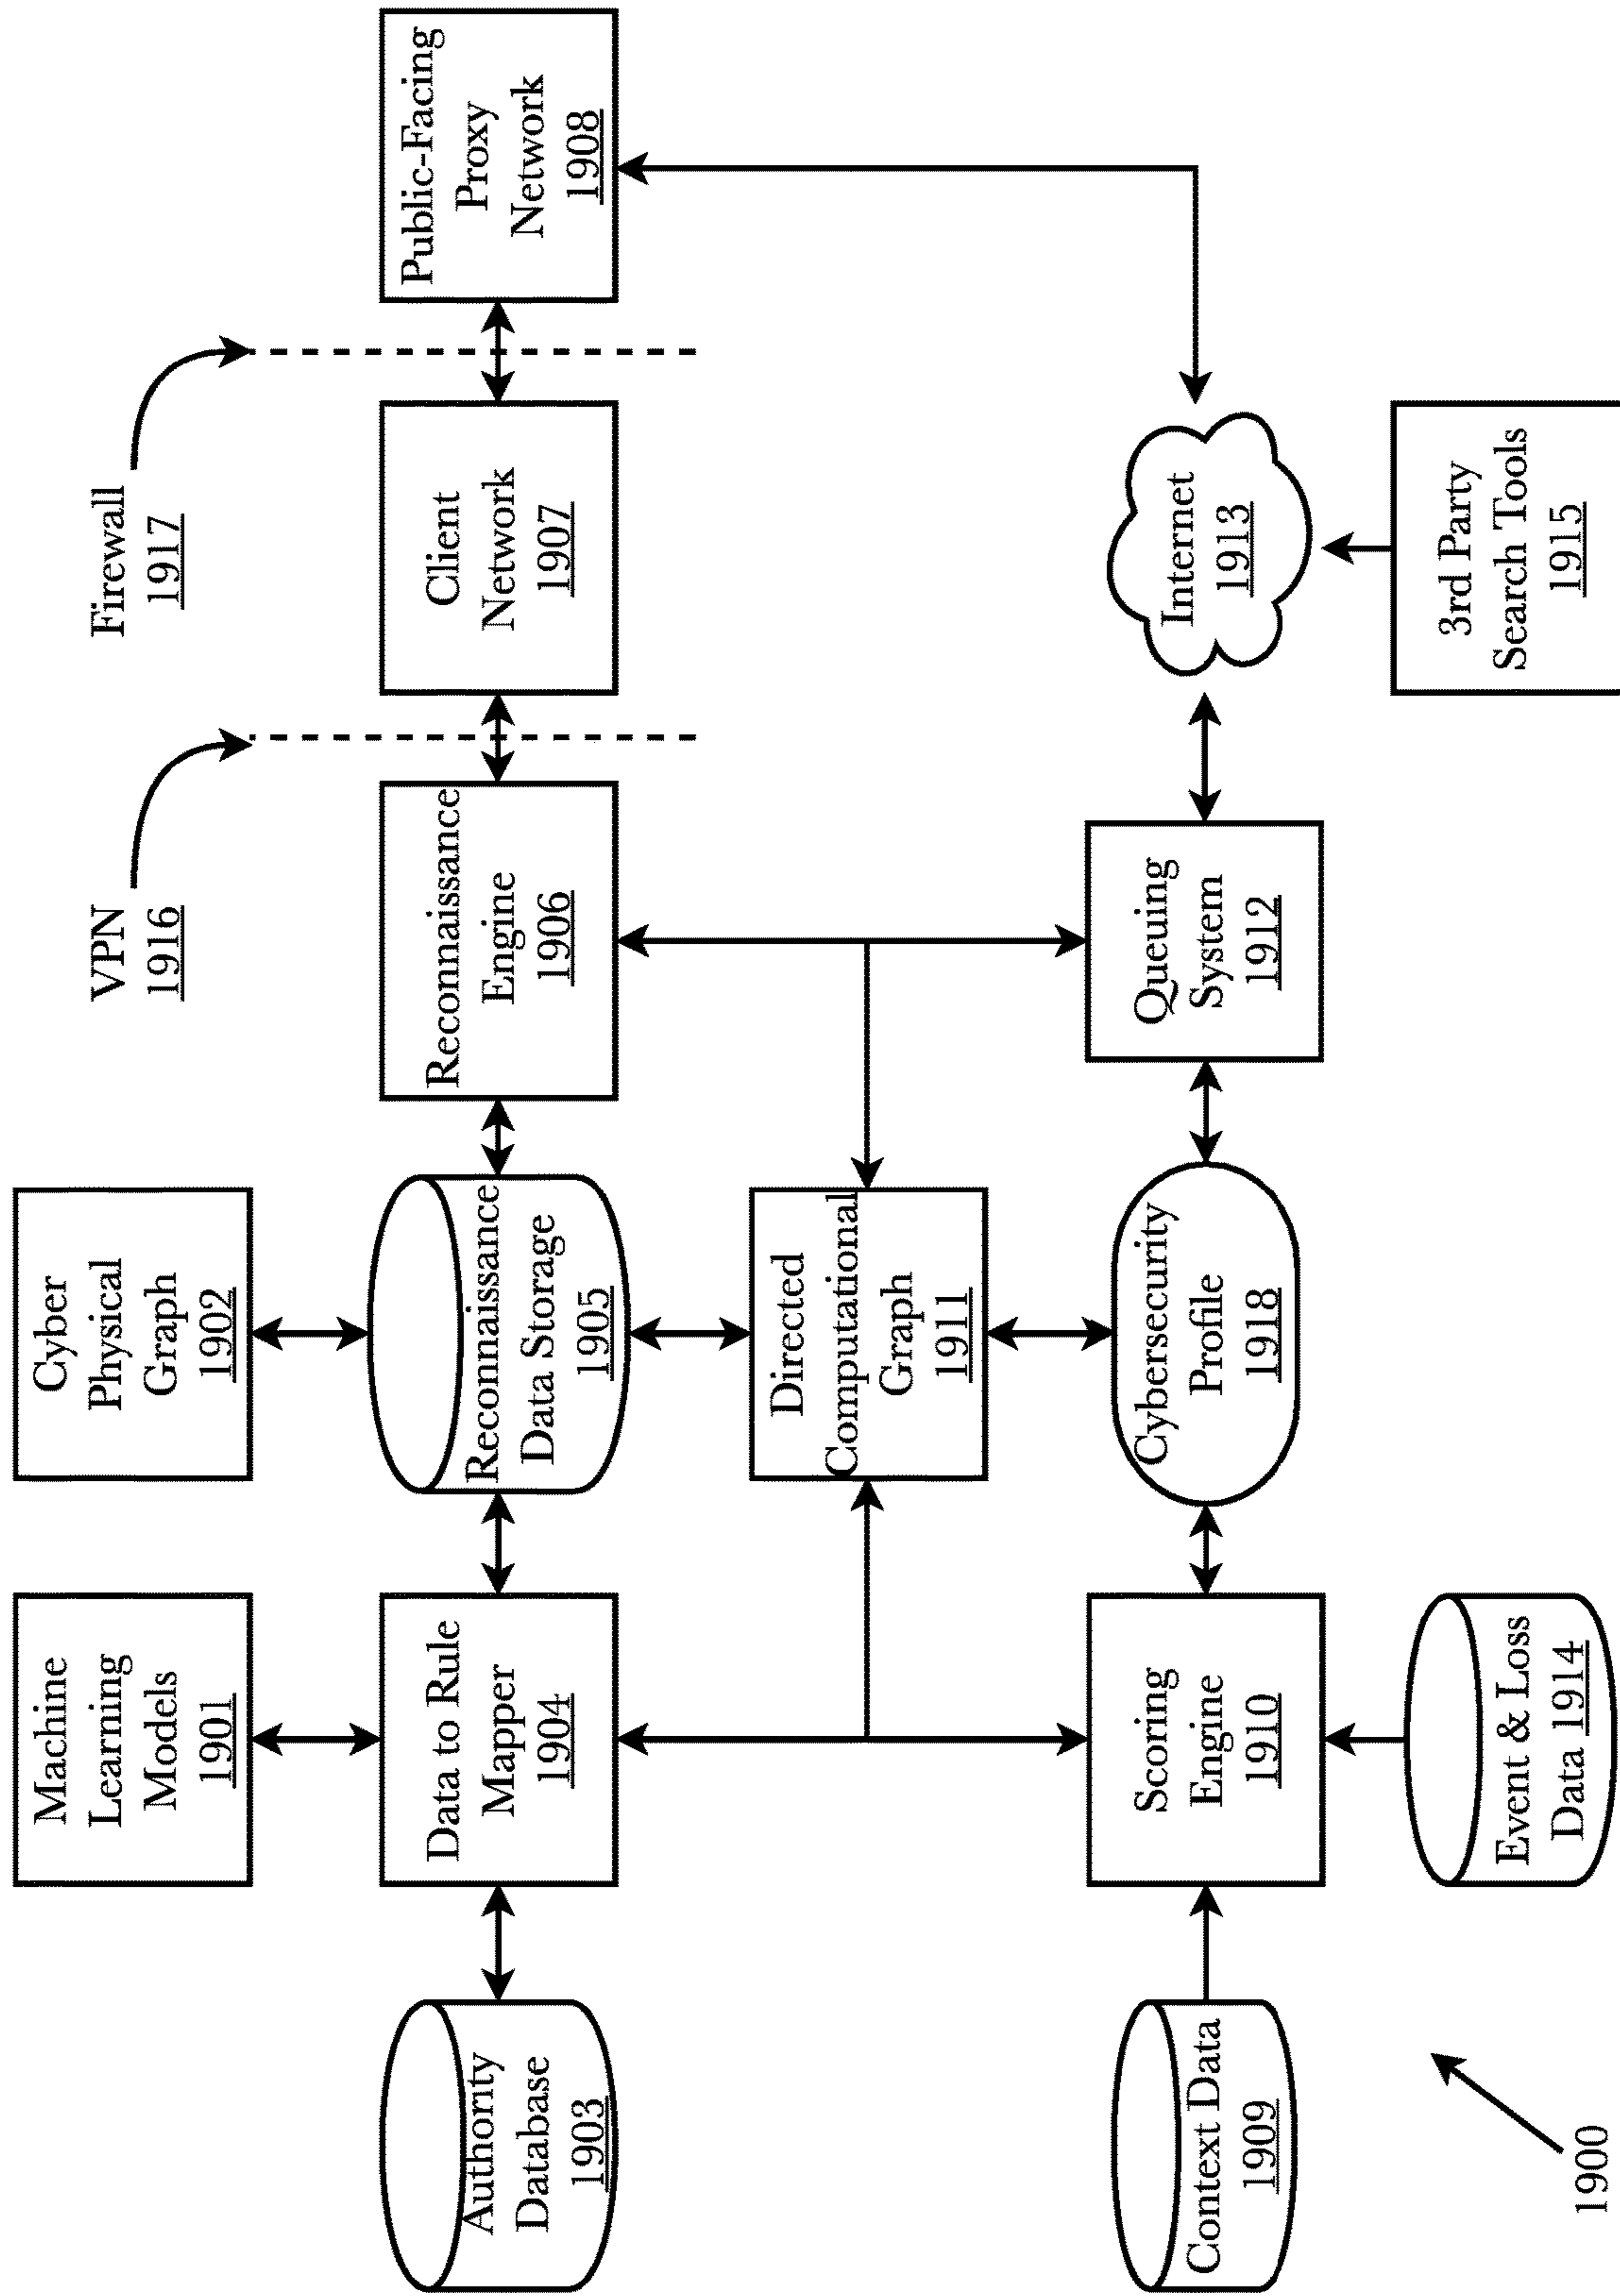 Machine
Learning
Models
1901
Cyber
Physical
Graph
1902
VPN
1916
Firewall
1917
Authority
Database
1903
Data to Rule
Mapper
1904
Reconnaissance
Data Storage
1905
Reconnaissance
Engine
1906
Client
Network
1907
Public-Facing
Proxy
Network
1908
Directed
Computational
Graph
1911
Context Data
1909
Scoring
Engine
1910
Cybersecurity
Profile
1918
Queuing
System
1912
Internet
1913
Event & Loss
Data 1914
3rd Party
Search Tools
1915
1900